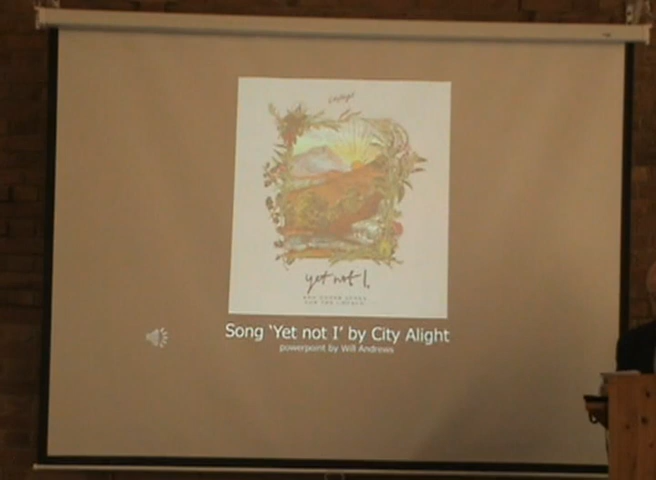 yet not I,
Song ‘Yet not I’ by City Alight
powerpoint by Will Andrews